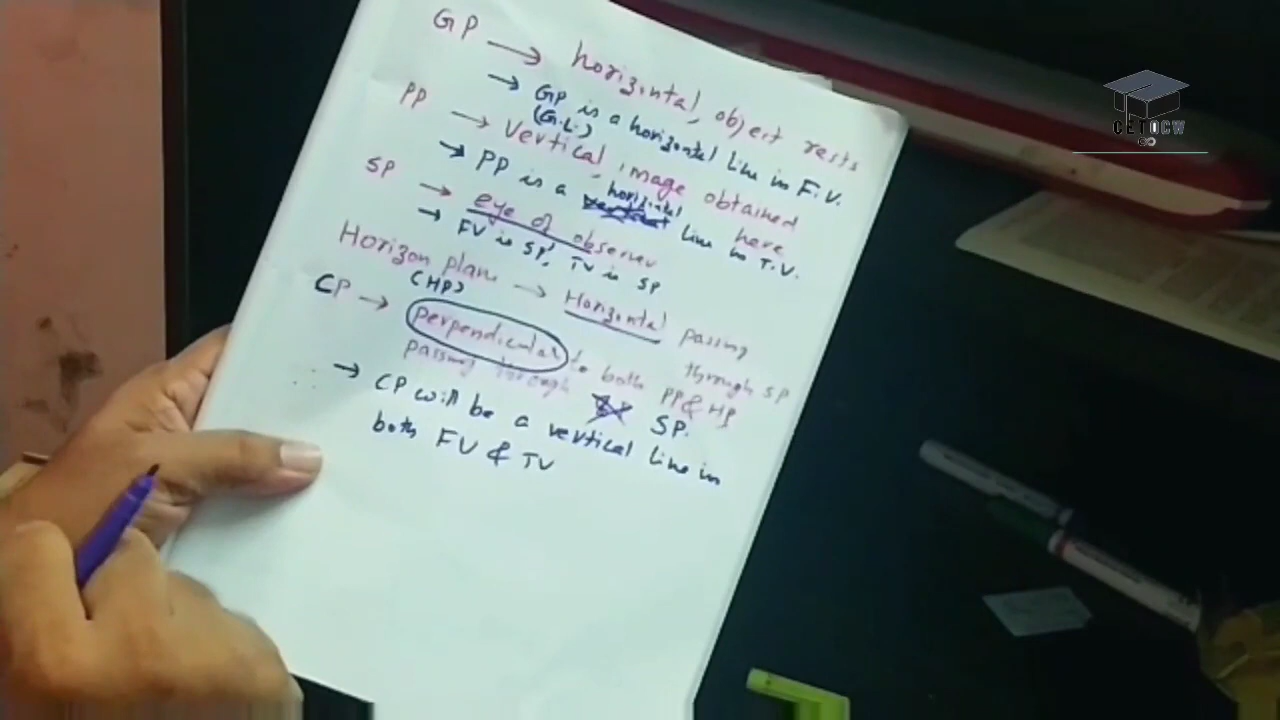 GP → horizontal, object rests
→ GP is a horizontal line in F.V.
(G.L.)
PP → Vertical, image obtained here
→ PP is a horizontal line in T.V.
SP → eye of observer
→ FV is SP', TV is SP
Horizon plane → Horizontal passing through SP
(HP)
CP → perpendicular to both PP & HP
passing through SP.
→ CP will be a vertical line in
both FV & TV
CETOCW